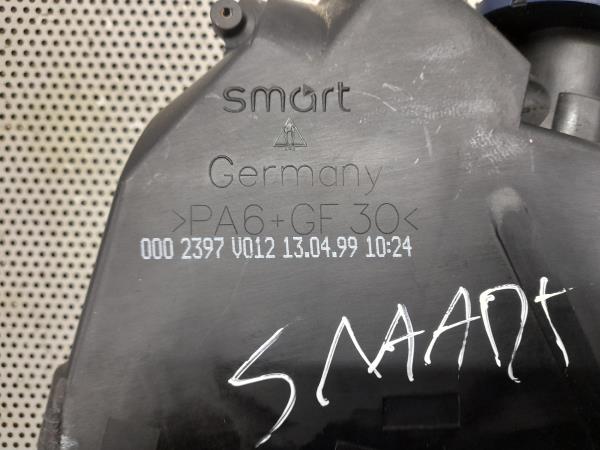 smart
Germany
>PA6+GF 30<
000 2397 V012 13.04.99 10:24
SMART